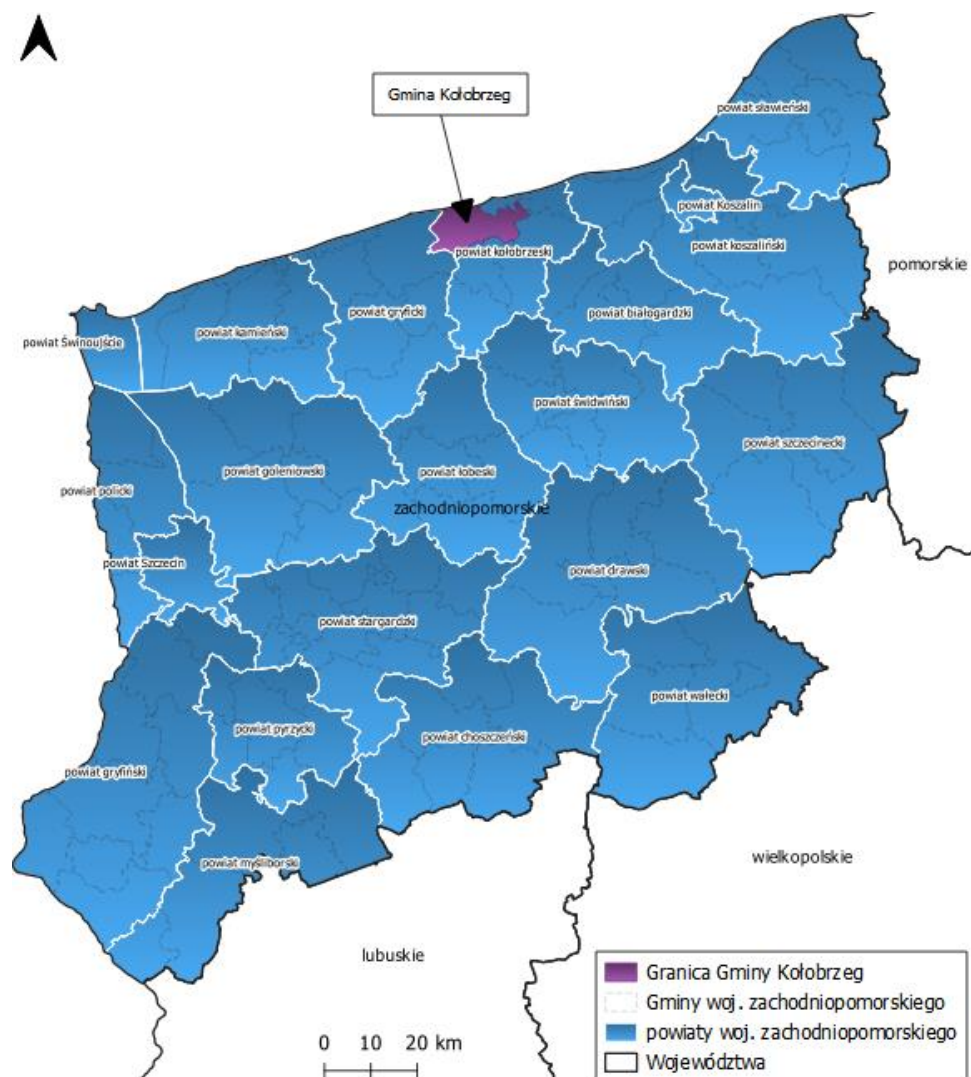 Gmina Kołobrzeg
powiat sławieński
powiat Koszalin
powiat koszaliński
powiat kołobrzeski
pomorskie
powiat gryficki
powiat białogardzki
powiat kamieński
powiat Świnoujście
powiat świdwiński
powiat szczecinecki
powiat goleniowski
powiat łobeski
powiat policki
zachodniopomorskie
powiat Szczecin
powiat drawski
powiat stargardzki
powiat wałecki
powiat pyrzycki
powiat choszczeński
powiat gryfiński
powiat myśliborski
wielkopolskie
lubuskie
Granica Gminy Kołobrzeg
Gminy woj. zachodniopomorskiego
powiaty woj. zachodniopomorskiego
Województwa
0 10 20 km